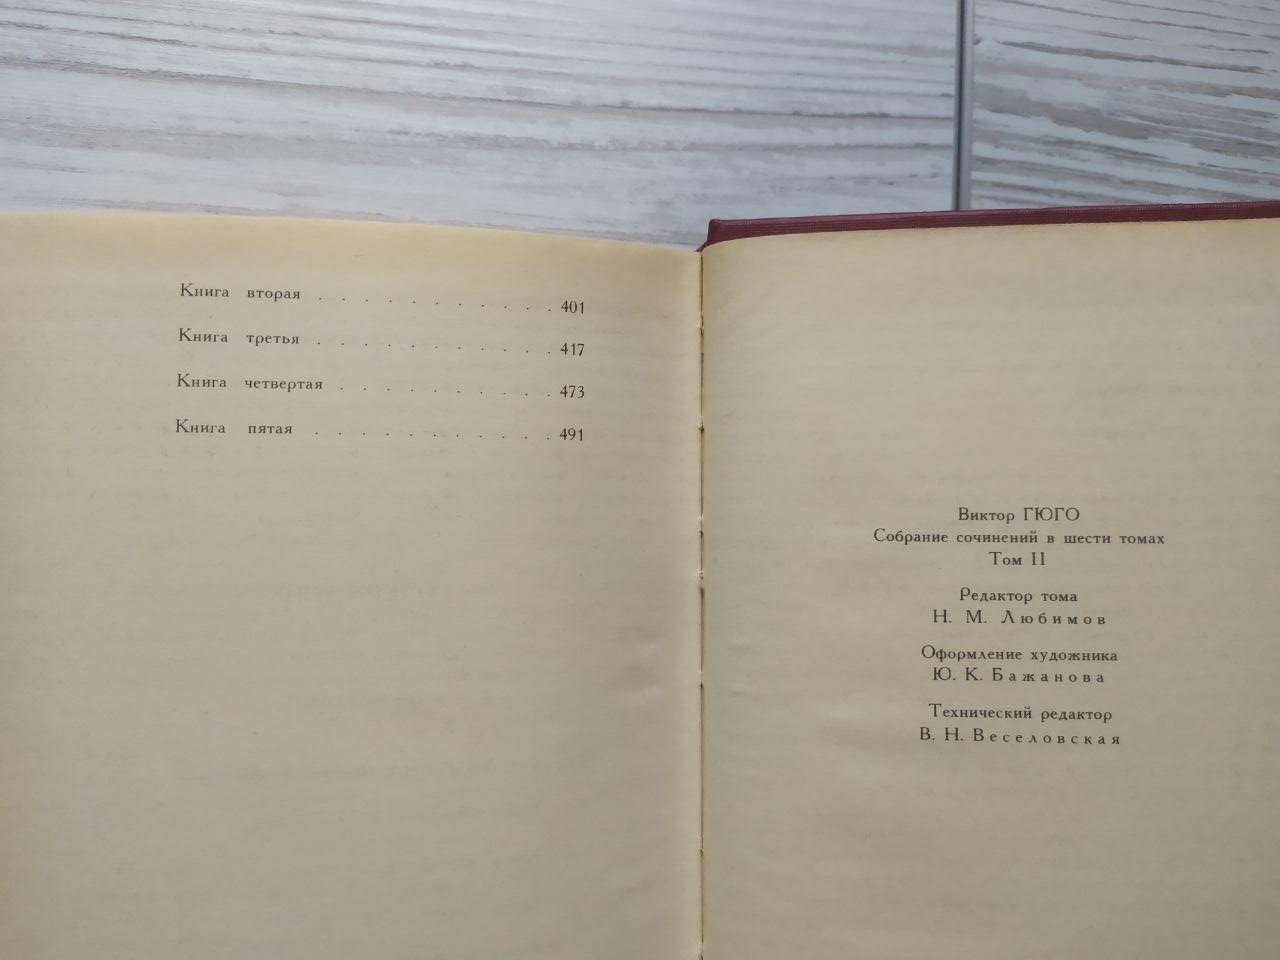 Книга вторая . . . . . . . . . . . 401
Книга третья . . . . . . . . . . . 417
Книга четвертая . . . . . . . . . . 473
Книга пятая . . . . . . . . . . . 491
Виктор ГЮГО
Собрание сочинений в шести томах
Том II
Редактор тома
Н. М. Любимов
Оформление художника
Ю. К. Бажанова
Технический редактор
В. Н. Веселовская